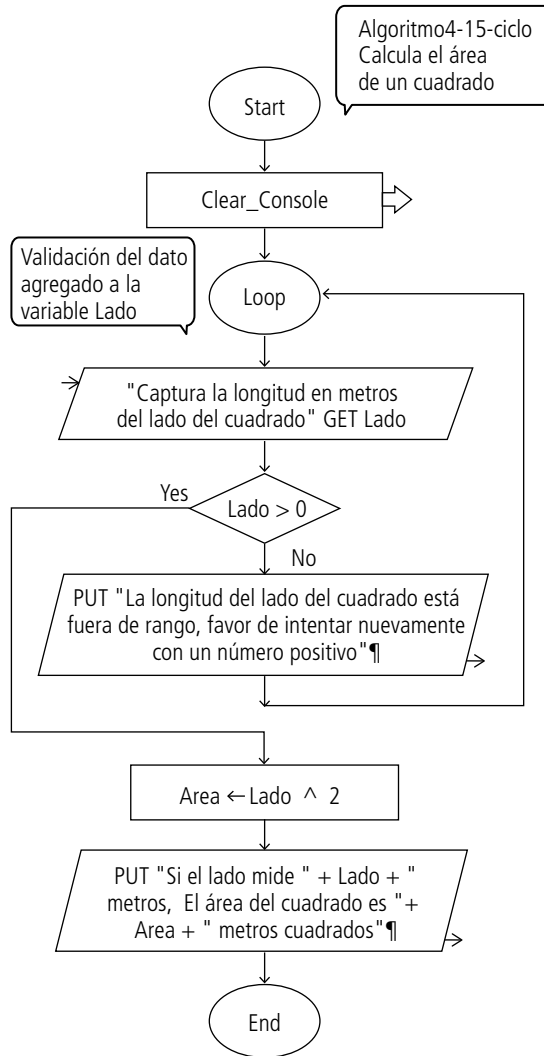 Algoritmo4-15-ciclo
Calcula el área
de un cuadrado
Start
Clear_Console
Validación del dato
agregado a la
variable Lado
Loop
"Captura la longitud en metros
del lado del cuadrado" GET Lado
Yes
Lado > 0
No
PUT "La longitud del lado del cuadrado está
fuera de rango, favor de intentar nuevamente
con un número positivo"¶
Area ← Lado ^ 2
PUT "Si el lado mide " + Lado + "
metros, El área del cuadrado es "+
Area + " metros cuadrados"¶
End